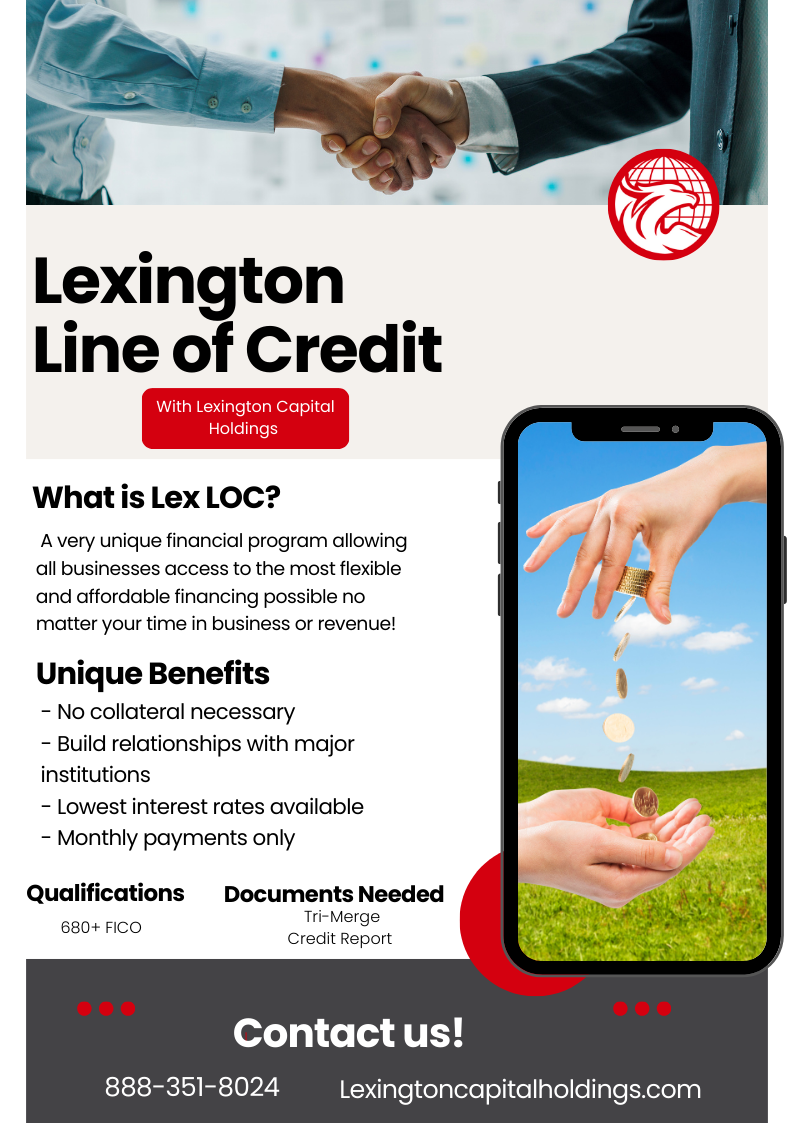 Lexington
Line of Credit
With Lexington Capital
Holdings
What is Lex LOC?
A very unique financial program allowing
all businesses access to the most flexible
and affordable financing possible no
matter your time in business or revenue!
Unique Benefits
- No collateral necessary
- Build relationships with major
institutions
- Lowest interest rates available
- Monthly payments only
Qualifications
680+ FICO
Documents Needed
Tri-Merge
Credit Report
Contact us!
888-351-8024
Lexingtoncapitalholdings.com